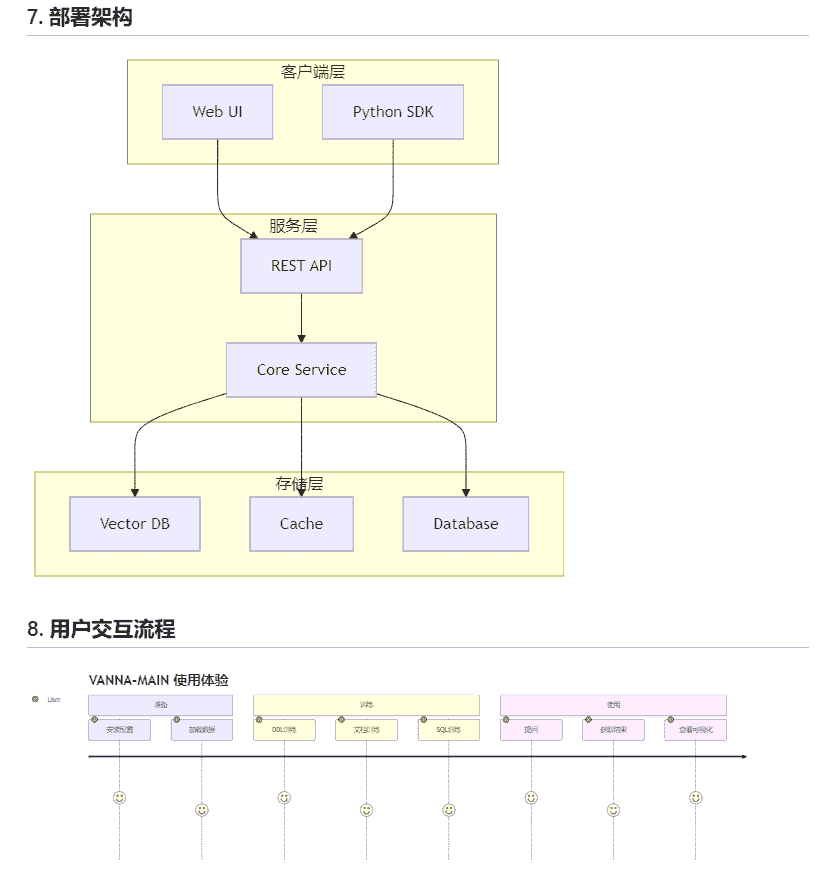 7. 部署架构
客户端层
Web UI
Python SDK
服务层
REST API
Core Service
存储层
Vector DB
Cache
Database
8. 用户交互流程
VANNA-MAIN 使用体验
User
准备
训练
使用
安装配置
加载数据
DDL训练
文档训练
SQL训练
提问
获取结果
查看可视化